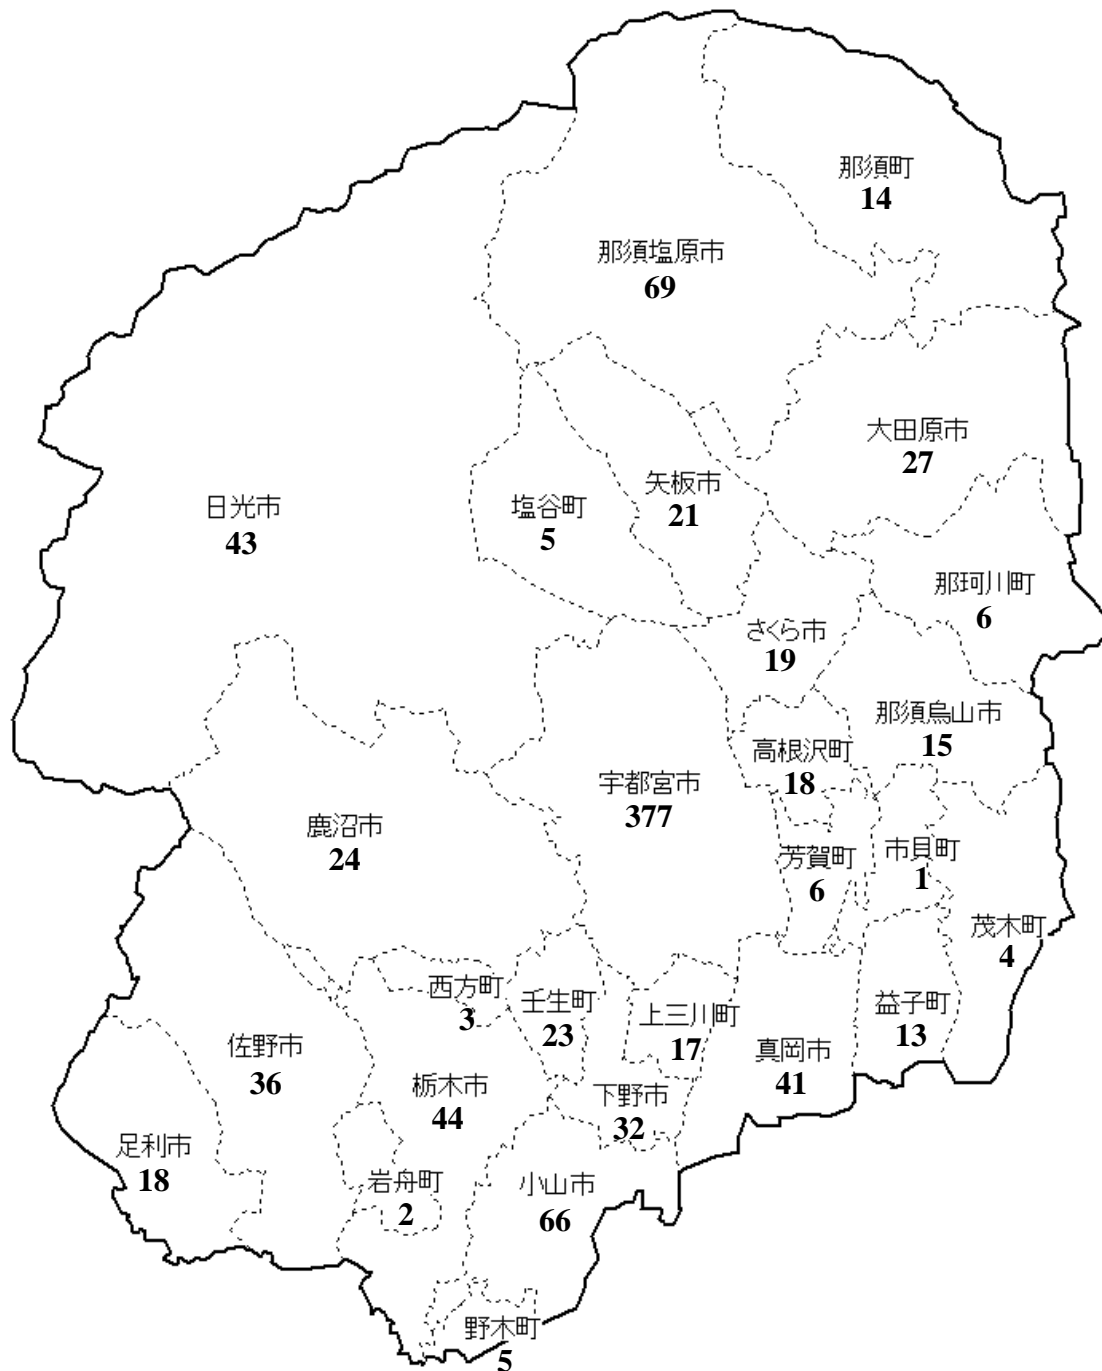 那須町
14
那須塩原市
69
大田原市
27
矢板市
21
塩谷町
5
日光市
43
那珂川町
6
さくら市
19
那須烏山市
15
高根沢町
18
宇都宮市
377
鹿沼市
24
芳賀町
6
市貝町
1
茂木町
4
西方町
3
壬生町
23
上三川町
17
益子町
13
真岡市
41
佐野市
36
栃木市
44
下野市
32
足利市
18
岩舟町
2
小山市
66
野木町
5